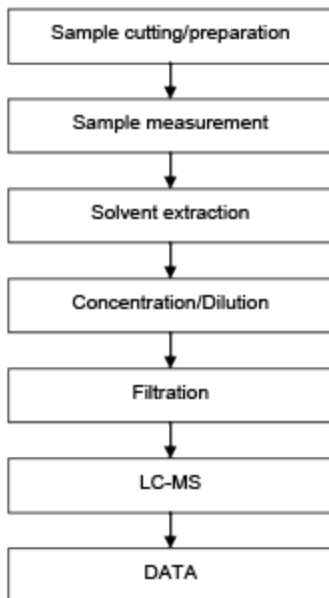 Sample cutting/preparation
Sample measurement
Solvent extraction
Concentration/Dilution
Filtration
LC-MS
DATA